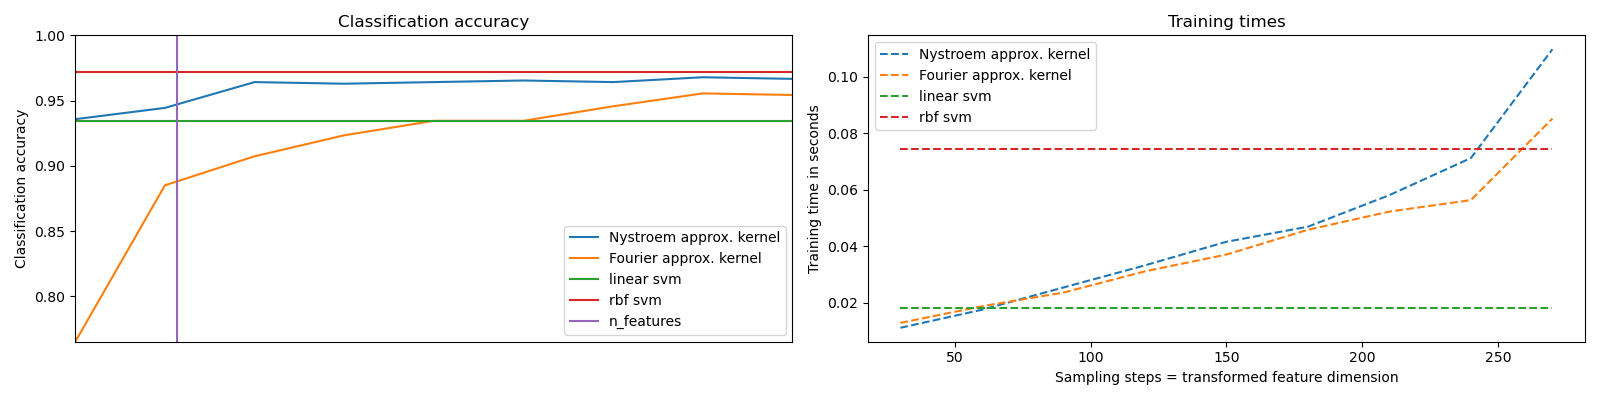 Classification accuracy
Classification accuracy
1.00
0.95
0.90
0.85
0.80
Nystroem approx. kernel
Fourier approx. kernel
linear svm
rbf svm
n_features
Training times
Training time in seconds
0.10
0.08
0.06
0.04
0.02
Nystroem approx. kernel
Fourier approx. kernel
linear svm
rbf svm
50 100 150 200 250
Sampling steps = transformed feature dimension